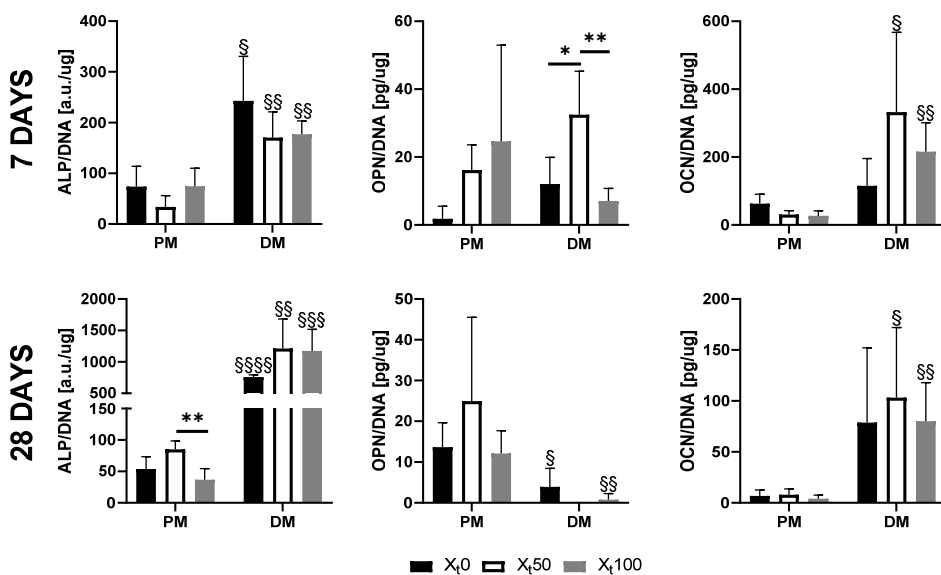 7 DAYS
ALP/DNA [a.u./ug]
400
300
200
100
0
§
§§
§§
PM
DM
OPN/DNA [pg/ug]
60
40
20
0
*
**
PM
DM
OCN/DNA [pg/ug]
600
400
200
0
§
§§
PM
DM
28 DAYS
ALP/DNA [a.u./ug]
2000
1500
1000
500
150
100
50
0
**
§§§§
§§
§§§
PM
DM
OPN/DNA [pg/ug]
50
40
30
20
10
0
§
§§
PM
DM
OCN/DNA [pg/ug]
200
150
100
50
0
§
§§
PM
DM
Xt0
Xt50
Xt100